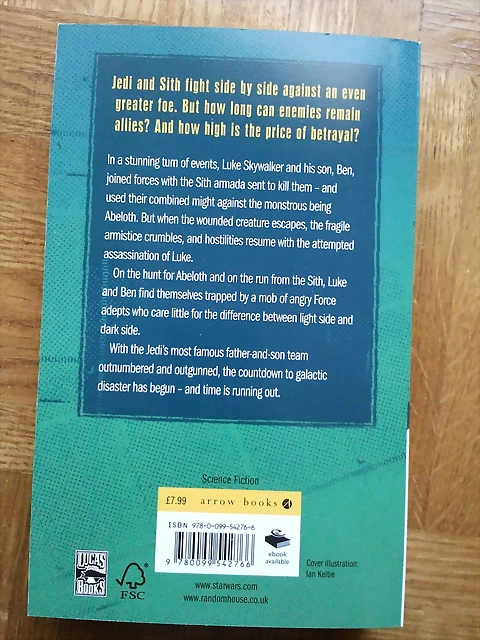 Jedi and Sith fight side by side against an even
greater foe. But how long can enemies remain
allies? And how high is the price of betrayal?
In a stunning turn of events, Luke Skywalker and his son, Ben,
joined forces with the Sith armada sent to kill them – and
used their combined might against the monstrous being
Abeloth. But when the wounded creature escapes, the fragile
armistice crumbles, and hostilities resume with the attempted
assassination of Luke.
On the hunt for Abeloth and on the run from the Sith, Luke
and Ben find themselves trapped by a mob of angry Force
adepts who care little for the difference between light side and
dark side.
With the Jedi's most famous father-and-son team
outnumbered and outgunned, the countdown to galactic
disaster has begun – and time is running out.
Science Fiction
£7.99 arrow books
ISBN 978-0-099-54276-6
9 780099 542766
ebook
available
Cover illustration:
Ian Keltie
LUCAS
BOOKS
FSC
www.starwars.com
www.randomhouse.co.uk